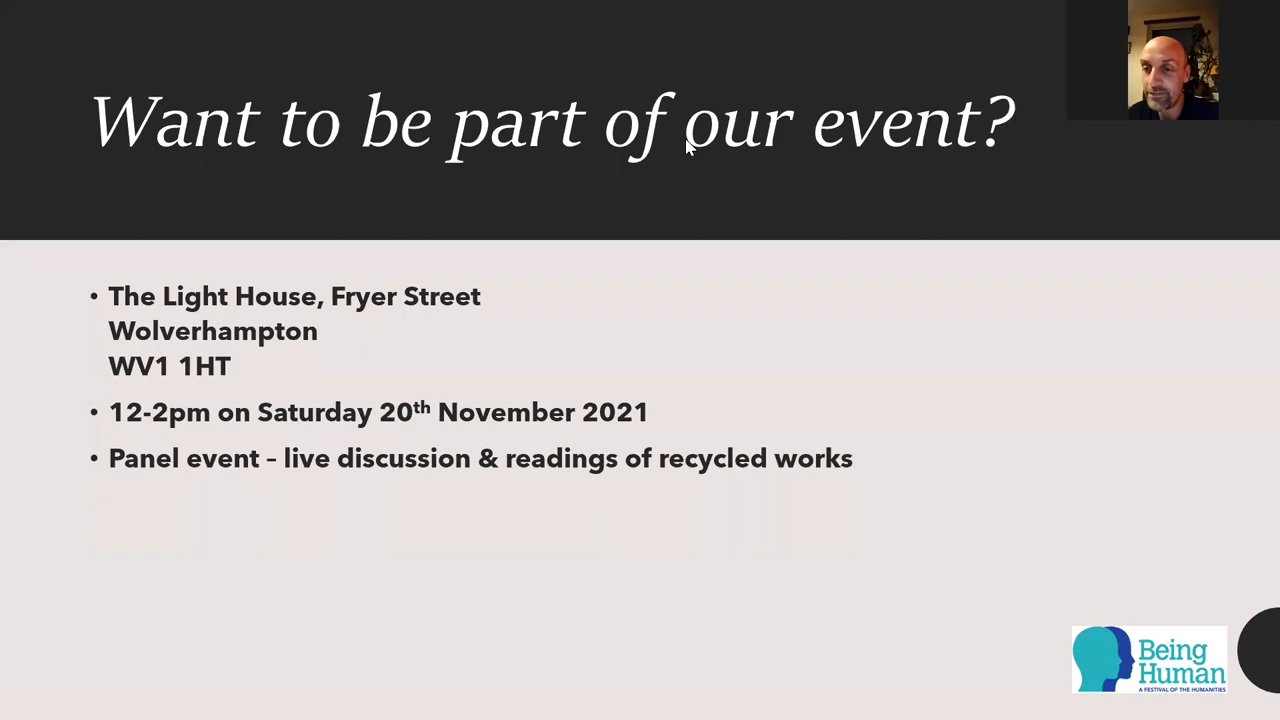 Want to be part of our event?
• The Light House, Fryer Street
Wolverhampton
WV1 1HT
• 12-2pm on Saturday 20th November 2021
• Panel event – live discussion & readings of recycled works
Being
Human
A FESTIVAL OF THE HUMANITIES